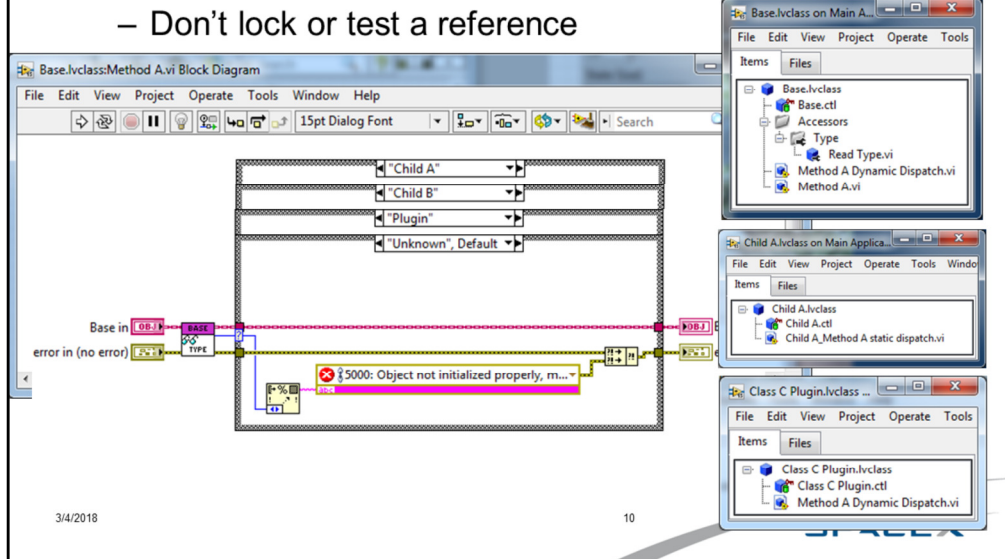 – Don't lock or test a reference
Base.lvclass:Method A.vi Block Diagram
File Edit View Project Operate Tools Window Help
15pt Dialog Font
Search
"Child A"
"Child B"
"Plugin"
"Unknown", Default
Base in
OBJ
BASE
TYPE
OBJ
error in (no error)
5000: Object not initialized properly, m...
abc
Base.lvclass on Main A...
File Edit View Project Operate Tools
Items Files
Base.lvclass
Base.ctl
Accessors
Type
Read Type.vi
Method A Dynamic Dispatch.vi
Method A.vi
Child A.lvclass on Main Applica...
File Edit View Project Operate Tools Windo
Items Files
Child A.lvclass
Child A.ctl
Child A_Method A static dispatch.vi
Class C Plugin.lvclass ...
File Edit View Project Operate Tools
Items Files
Class C Plugin.lvclass
Class C Plugin.ctl
Method A Dynamic Dispatch.vi
3/4/2018
10